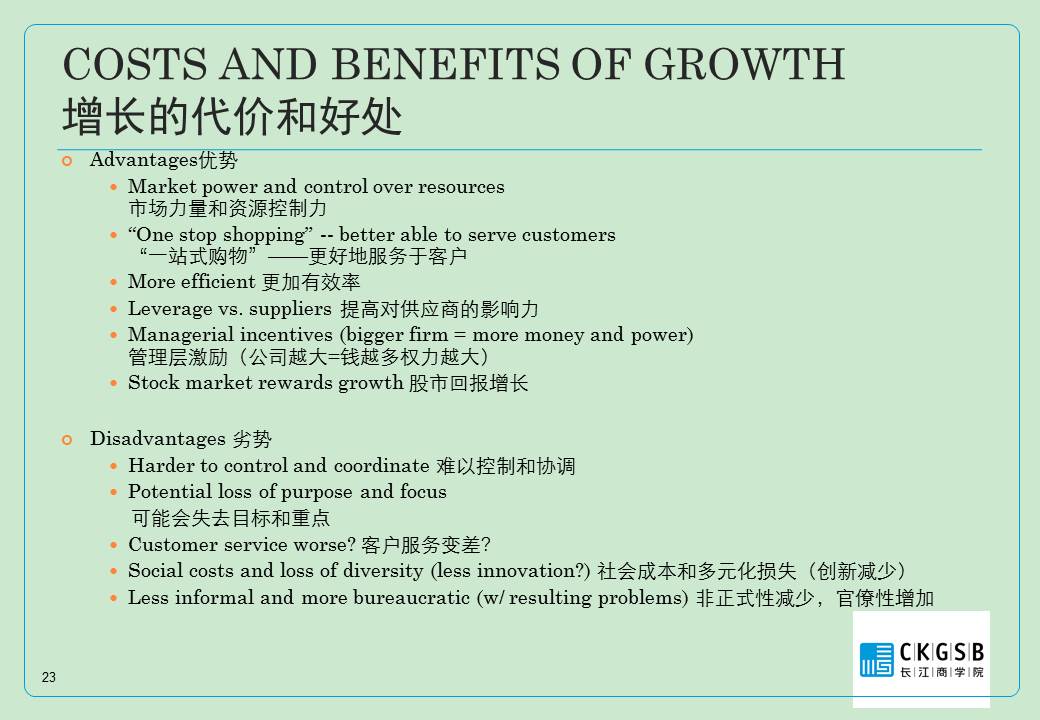 COSTS AND BENEFITS OF GROWTH
增长的代价和好处
Advantages优势
Market power and control over resources
市场力量和资源控制力
“One stop shopping” -- better able to serve customers
“一站式购物”——更好地服务于客户
More efficient 更加有效率
Leverage vs. suppliers 提高对供应商的影响力
Managerial incentives (bigger firm = more money and power)
管理层激励（公司越大=钱越多权力越大）
Stock market rewards growth 股市回报增长
Disadvantages 劣势
Harder to control and coordinate 难以控制和协调
Potential loss of purpose and focus
可能会失去目标和重点
Customer service worse? 客户服务变差?
Social costs and loss of diversity (less innovation?) 社会成本和多元化损失（创新减少）
Less informal and more bureaucratic (w/ resulting problems) 非正式性减少，官僚性增加
CKGSB
长江商学院
23